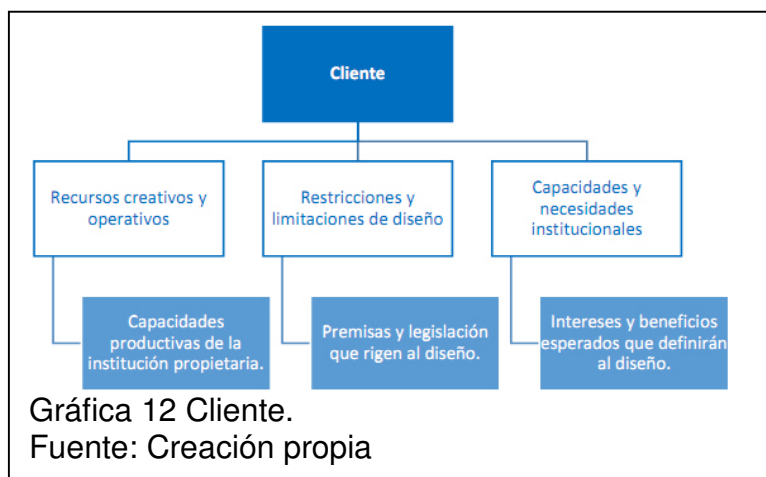 Cliente
Recursos creativos y
operativos
Restricciones y
limitaciones de diseño
Capacidades y
necesidades
institucionales
Capacidades
productivas de la
institución propietaria.
Premisas y legislación
que rigen al diseño.
Intereses y beneficios
esperados que definirán
al diseño.
Gráfica 12 Cliente.
Fuente: Creación propia